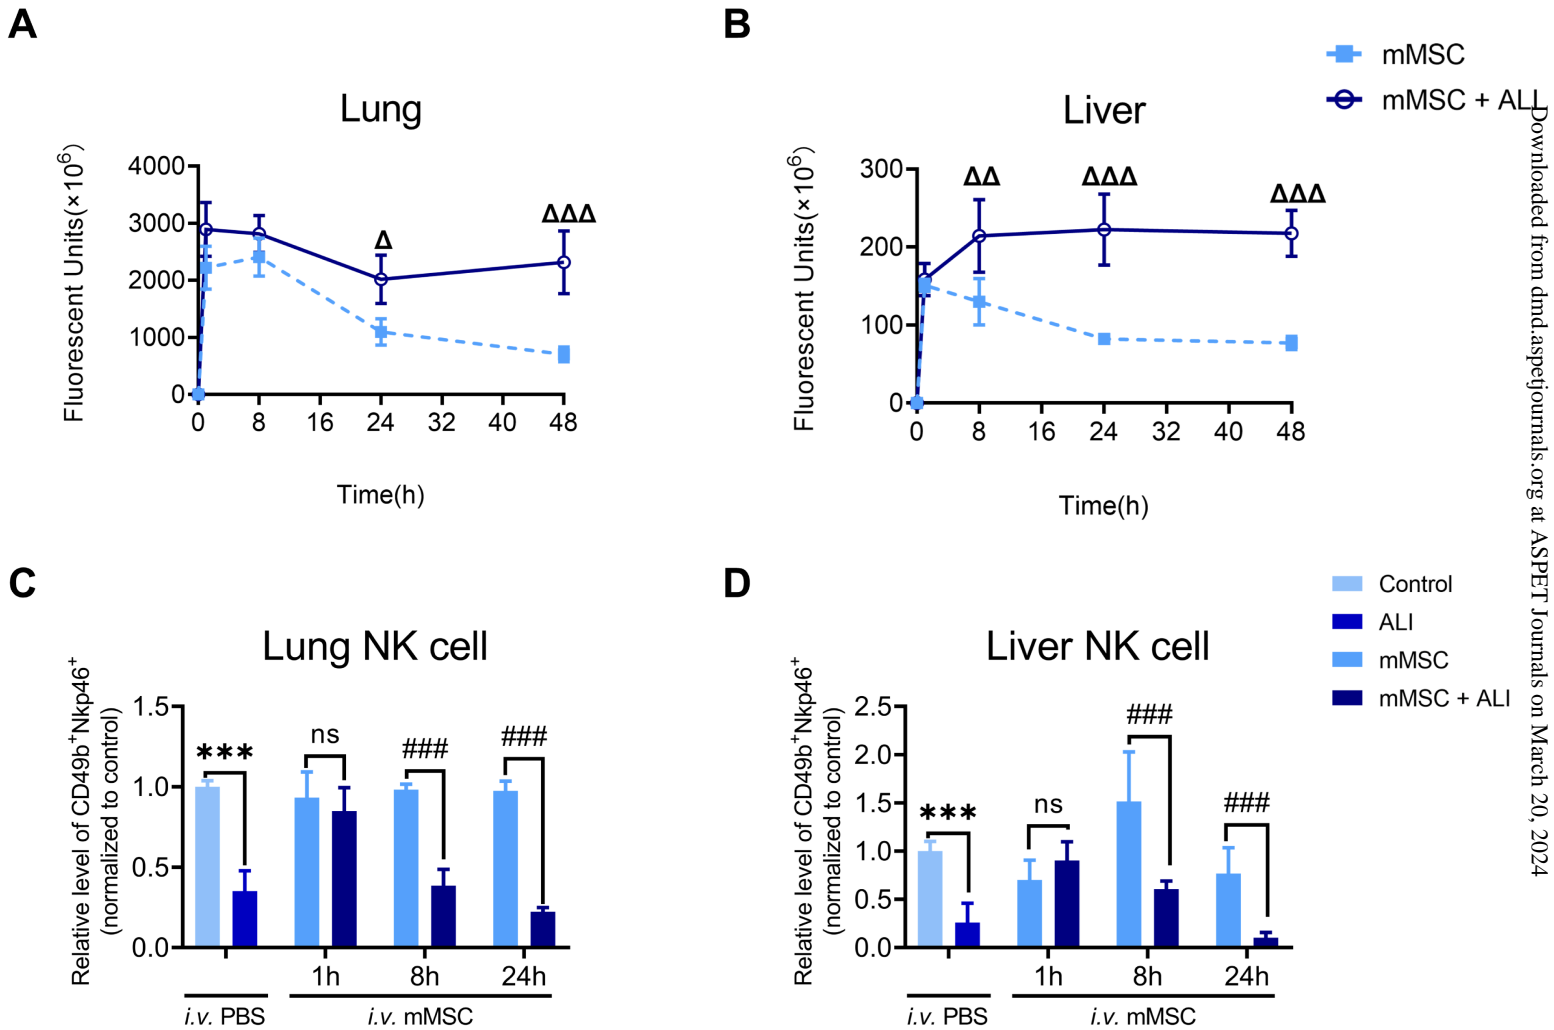 A
B
mMSC
mMSC + ALI
Lung
Liver
Fluorescent Units(×10⁶)
4000
3000
2000
1000
0
Δ
ΔΔΔ
0 8 16 24 32 40 48
Time(h)
Fluorescent Units(×10⁶)
300
200
100
0
ΔΔ
ΔΔΔ
ΔΔΔ
0 8 16 24 32 40 48
Time(h)
C
D
Control
ALI
mMSC
mMSC + ALI
Lung NK cell
Liver NK cell
Relative level of CD49b⁺Nkp46⁺
(normalized to control)
1.5
1.0
0.5
0.0
***
ns
###
###
1h 8h 24h
i.v. PBS i.v. mMSC
Relative level of CD49b⁺Nkp46⁺
(normalized to control)
2.5
2.0
1.5
1.0
0.5
0.0
***
ns
###
###
1h 8h 24h
i.v. PBS i.v. mMSC
Downloaded from dmd.aspetjournals.org at ASPET Journals on March 20, 2024